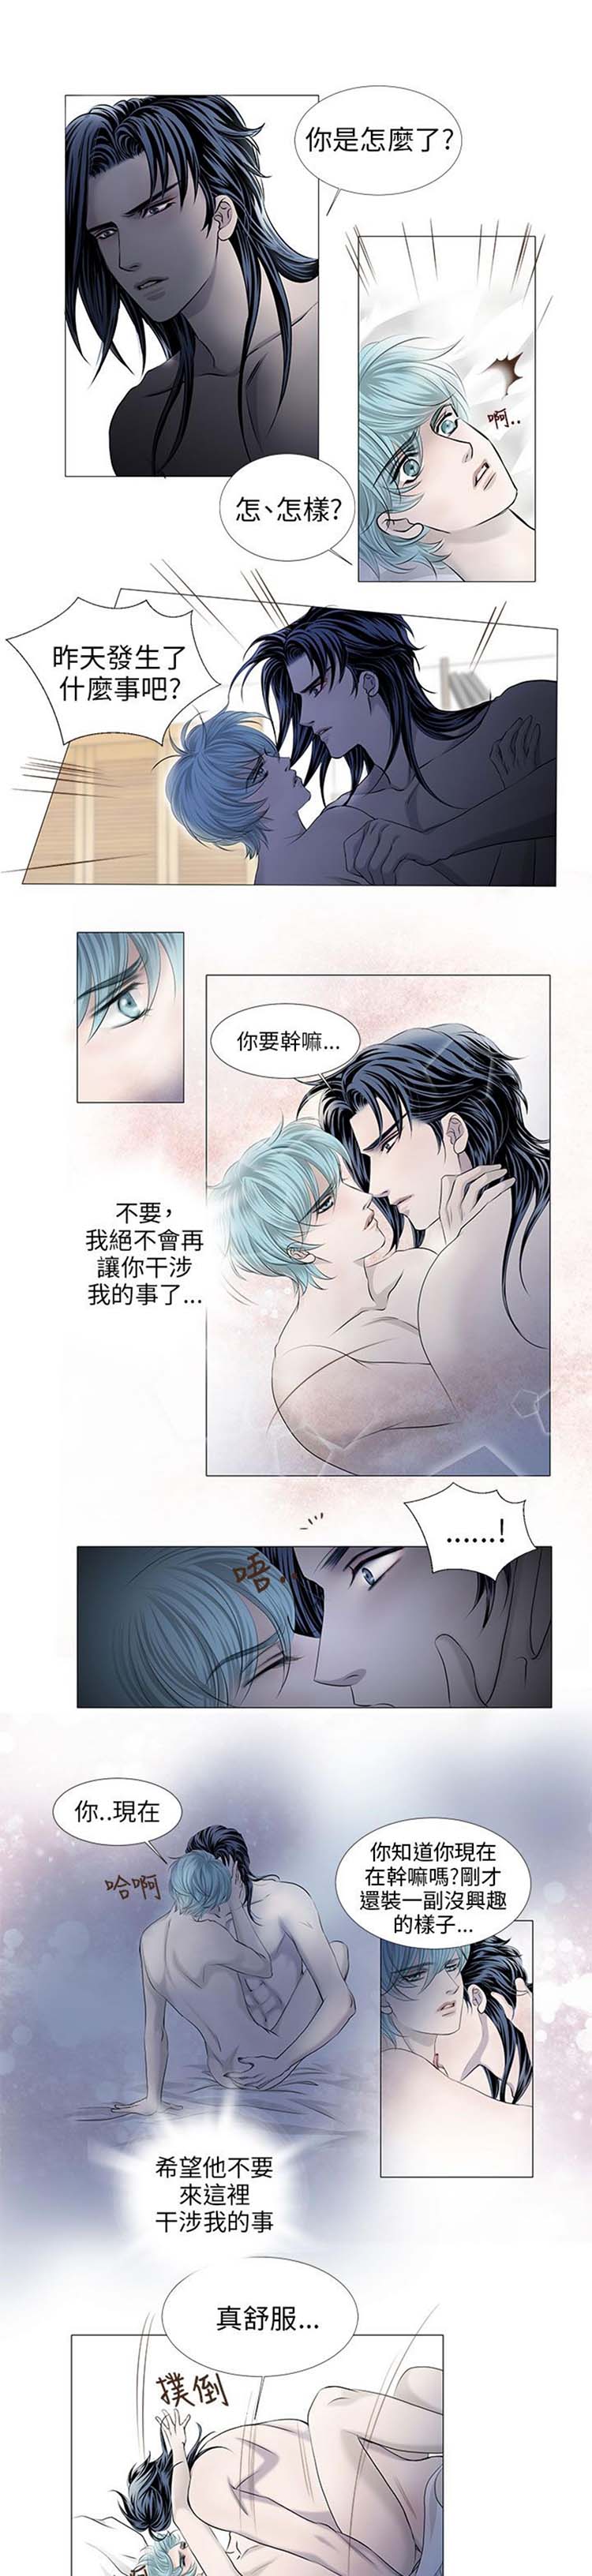 你是怎麼了?
啊..
怎、怎樣?
昨天發生了
什麼事吧?
你要幹嘛...
不要，
我絕不會再
讓你干涉
我的事了...
......!
唔..
你..現在
哈啊
你知道你現在
在幹嘛嗎?剛才
還裝一副沒興趣
的樣子...
希望他不要
來這裡
干涉我的事
真舒服...
撲倒